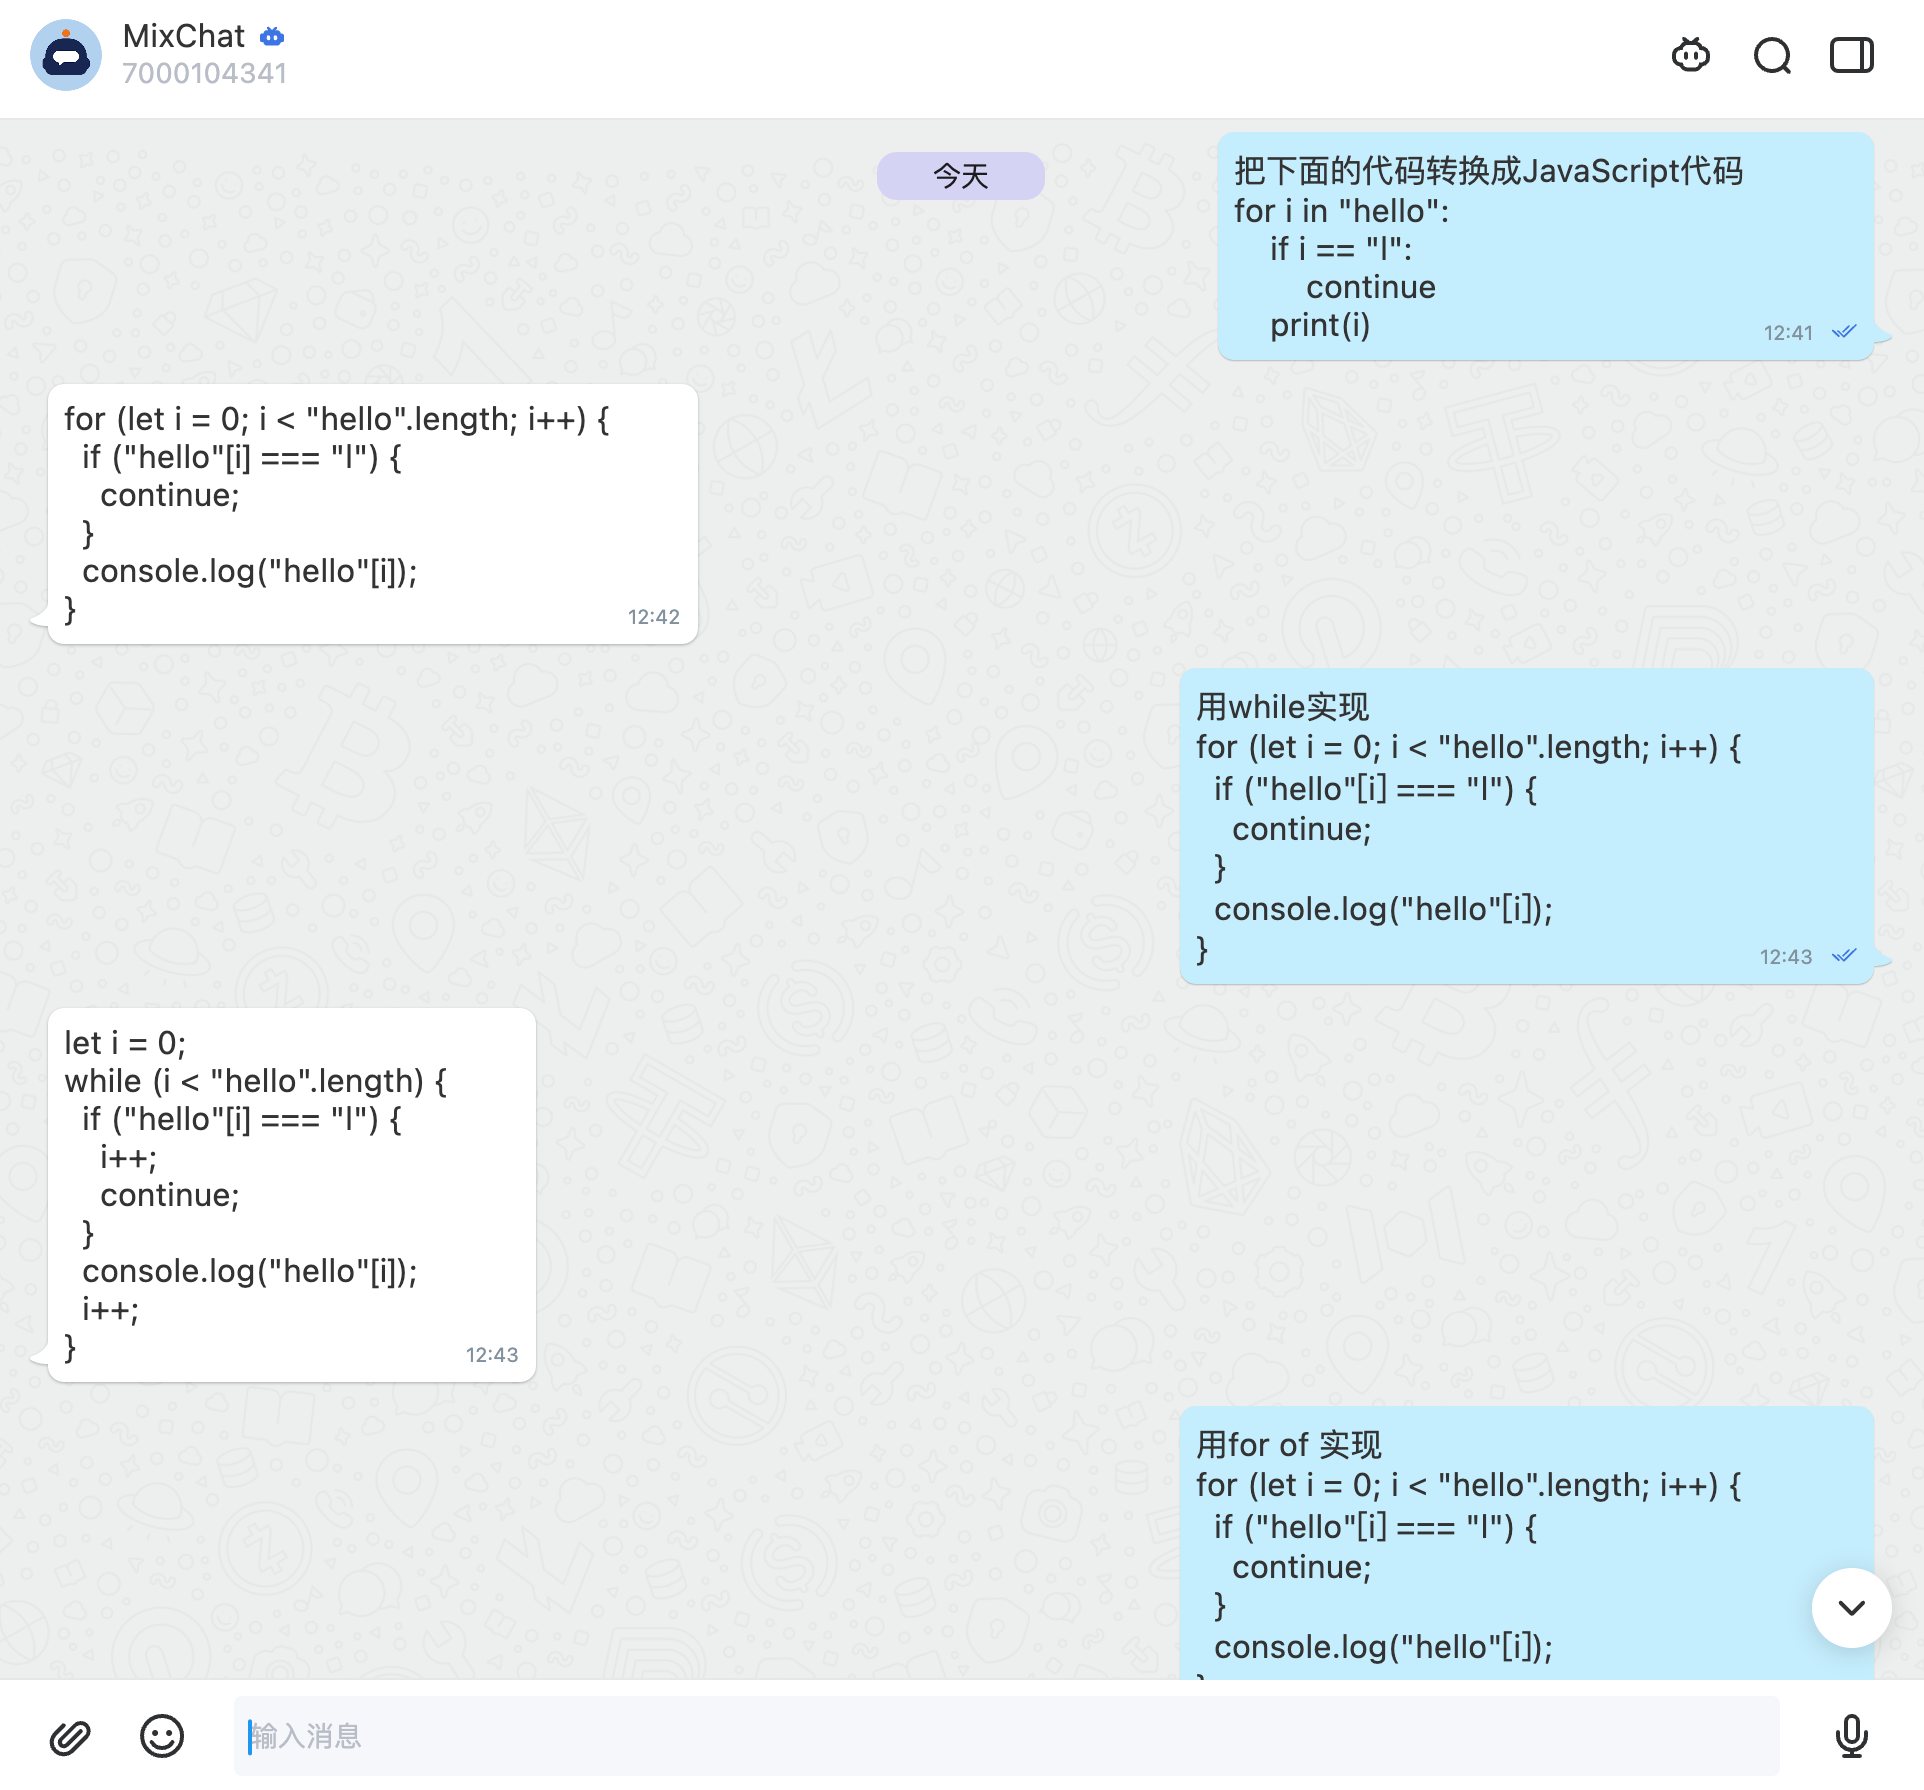 MixChat
7000104341
今天
把下面的代码转换成JavaScript代码
for i in "hello":
    if i == "l":
        continue
    print(i)
12:41
for (let i = 0; i < "hello".length; i++) {
  if ("hello"[i] === "l") {
    continue;
  }
  console.log("hello"[i]);
}
12:42
用while实现
for (let i = 0; i < "hello".length; i++) {
  if ("hello"[i] === "l") {
    continue;
  }
  console.log("hello"[i]);
}
12:43
let i = 0;
while (i < "hello".length) {
  if ("hello"[i] === "l") {
    i++;
    continue;
  }
  console.log("hello"[i]);
  i++;
}
12:43
用for of 实现
for (let i = 0; i < "hello".length; i++) {
  if ("hello"[i] === "l") {
    continue;
  }
  console.log("hello"[i]);
输入消息